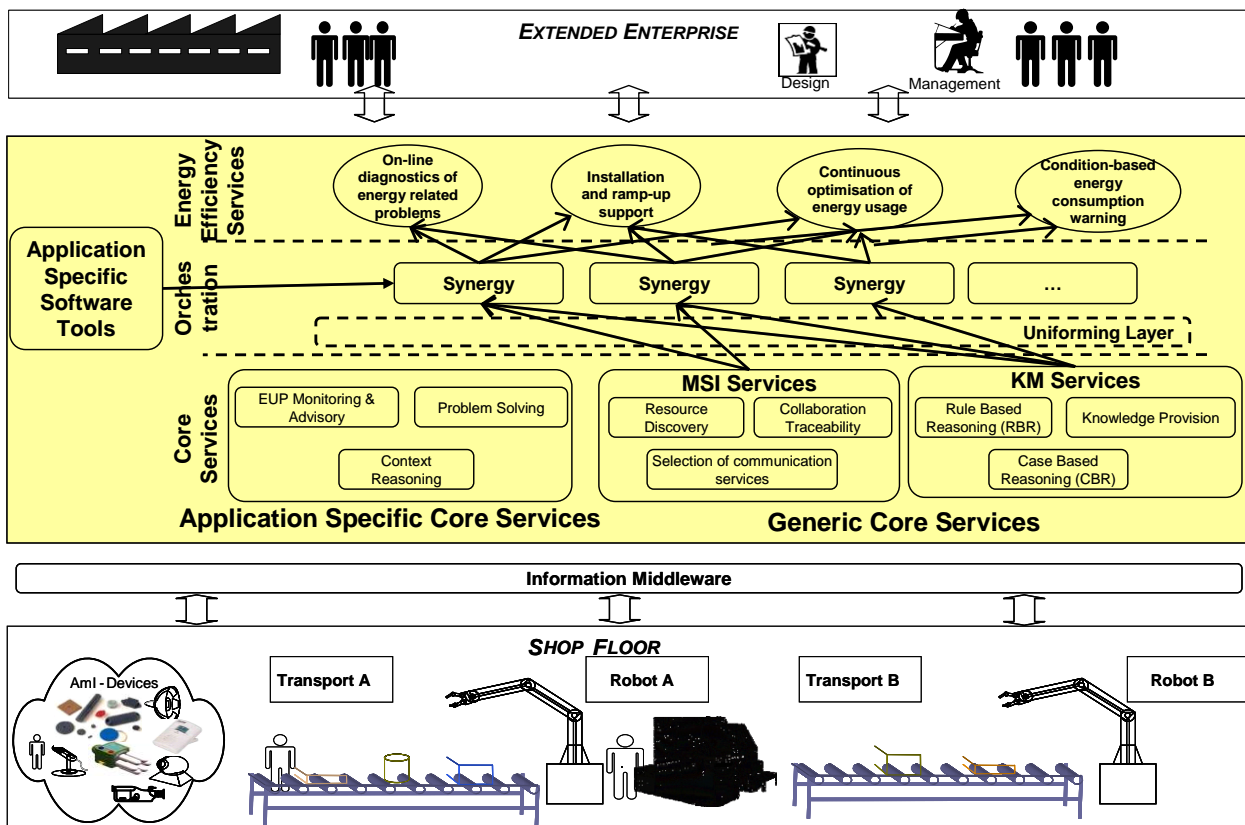 EXTENDED ENTERPRISE
Design
Management
Energy
Efficiency
Services
On-line
diagnostics of
energy related
problems
Installation
and ramp-up
support
Continuous
optimisation of
energy usage
Condition-based
energy
consumption
warning
Application
Specific
Software
Tools
Orches
tration
Synergy
Synergy
Synergy
...
Uniforming Layer
Core
Services
EUP Monitoring &
Advisory
Problem Solving
Context
Reasoning
MSI Services
Resource
Discovery
Collaboration
Traceability
Selection of communication
services
KM Services
Rule Based
Reasoning (RBR)
Knowledge Provision
Case Based
Reasoning (CBR)
Application Specific Core Services
Generic Core Services
Information Middleware
SHOP FLOOR
AmI - Devices
Transport A
Robot A
Transport B
Robot B